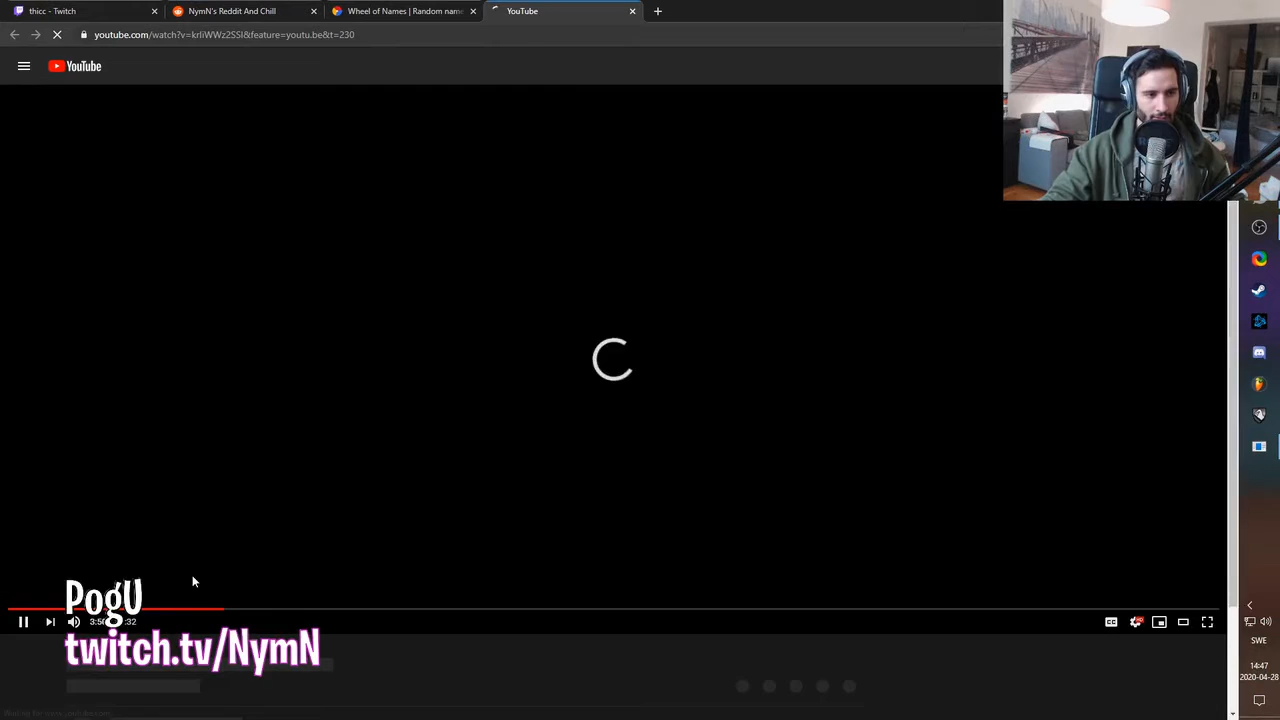 thicc - Twitch
NymN's Reddit And Chill
Wheel of Names | Random name
YouTube
youtube.com/watch?v=krliWWz2SSI&feature=youtu.be&t=230
YouTube
PogU
:32
twitch.tv/NymN
SWE
14:47
2020-04-28